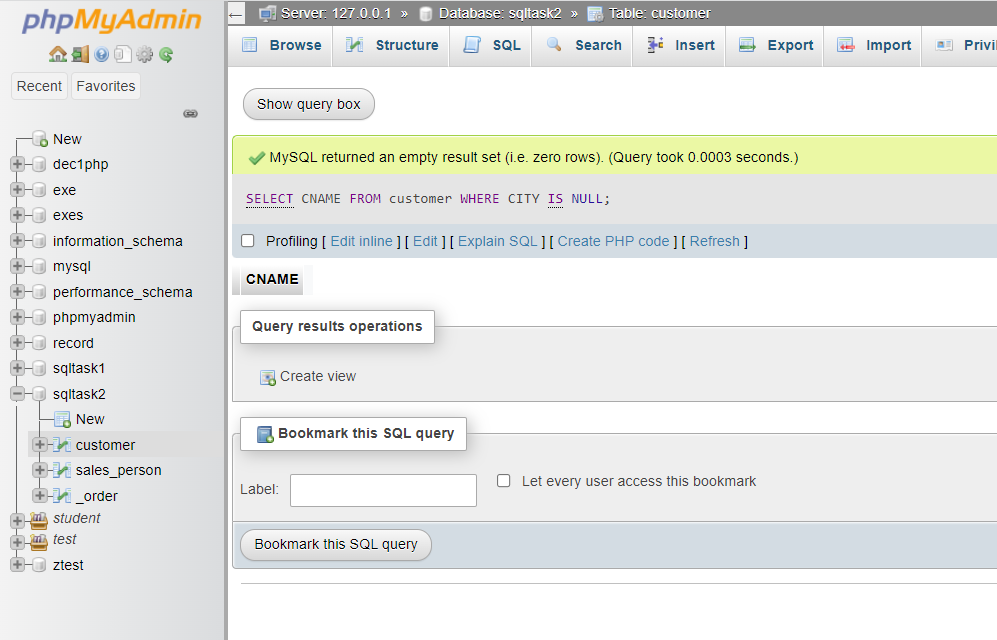 phpMyAdmin
Recent Favorites
New
dec1php
exe
exes
information_schema
mysql
performance_schema
phpmyadmin
record
sqltask1
sqltask2
New
customer
sales_person
_order
student
test
ztest
Server: 127.0.0.1 » Database: sqltask2 » Table: customer
Browse Structure SQL Search Insert Export Import Privil
Show query box
MySQL returned an empty result set (i.e. zero rows). (Query took 0.0003 seconds.)
SELECT CNAME FROM customer WHERE CITY IS NULL;
Profiling [ Edit inline ] [ Edit ] [ Explain SQL ] [ Create PHP code ] [ Refresh ]
CNAME
Query results operations
Create view
Bookmark this SQL query
Label: Let every user access this bookmark
Bookmark this SQL query